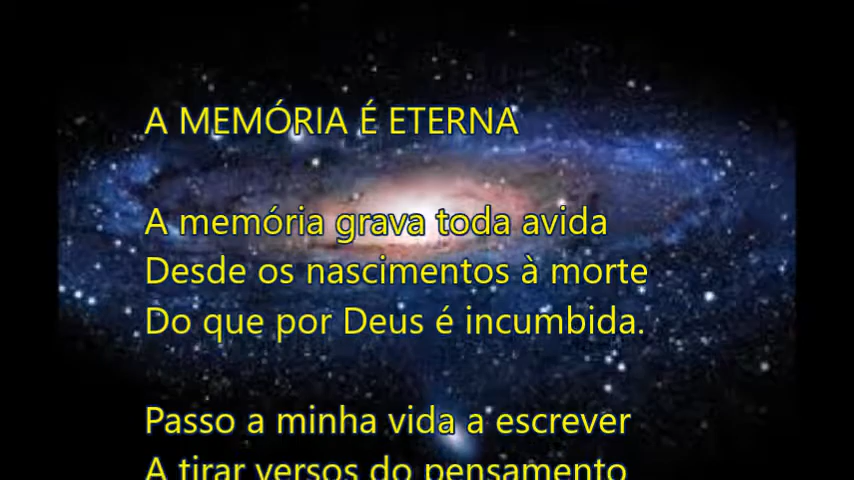 A MEMÓRIA É ETERNA
A memória grava toda avida
Desde os nascimentos à morte
Do que por Deus é incumbida.
Passo a minha vida a escrever
A tirar versos do pensamento